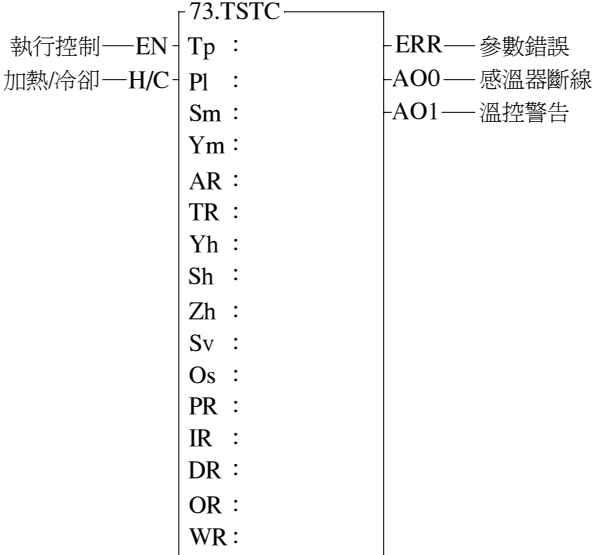 73.TSTC
執行控制 EN Tp : ERR 參數錯誤
加熱/冷卻 H/C Pl : AO0 感溫器斷線
Sm : AO1 溫控警告
Ym :
AR :
TR :
Yh :
Sh :
Zh :
Sv :
Os :
PR :
IR :
DR :
OR :
WR :